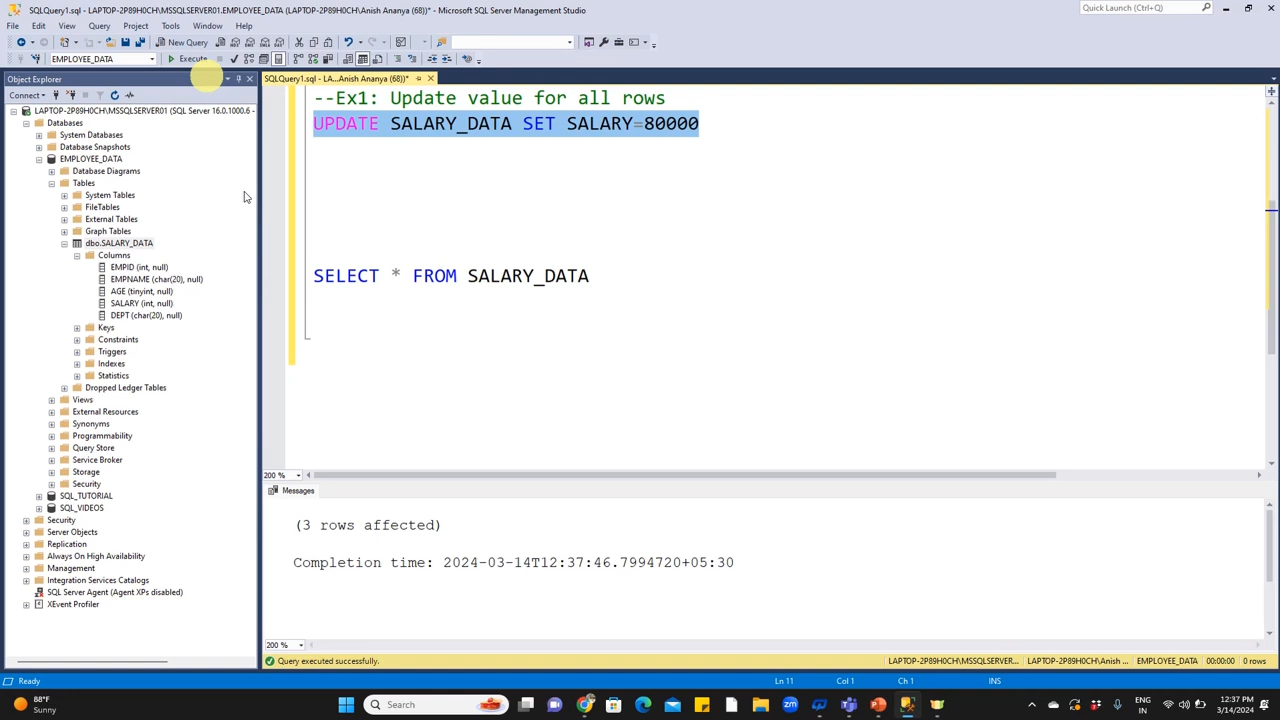 SQLQuery1.sql - LAPTOP-2P89H0CH\MSSQLSERVER01.EMPLOYEE_DATA (LAPTOP-2P89H0CH\Anish Ananya (68))* - Microsoft SQL Server Management Studio
Quick Launch (Ctrl+Q)
File Edit View Query Project Tools Window Help
New Query
EMPLOYEE_DATA Execute
Object Explorer
SQLQuery1.sql - LA...Anish Ananya (68))*
Connect
LAPTOP-2P89H0CH\MSSQLSERVER01 (SQL Server 16.0.1000.6 -
Databases
System Databases
Database Snapshots
EMPLOYEE_DATA
Database Diagrams
Tables
System Tables
FileTables
External Tables
Graph Tables
dbo.SALARY_DATA
Columns
EMPID (int, null)
EMPNAME (char(20), null)
AGE (tinyint, null)
SALARY (int, null)
DEPT (char(20), null)
Keys
Constraints
Triggers
Indexes
Statistics
Dropped Ledger Tables
Views
External Resources
Synonyms
Programmability
Query Store
Service Broker
Storage
Security
SQL_TUTORIAL
SQL_VIDEOS
Security
Server Objects
Replication
Always On High Availability
Management
Integration Services Catalogs
SQL Server Agent (Agent XPs disabled)
XEvent Profiler
--Ex1: Update value for all rows
UPDATE SALARY_DATA SET SALARY=80000
SELECT * FROM SALARY_DATA
200 %
Messages
(3 rows affected)
Completion time: 2024-03-14T12:37:46.7994720+05:30
200 %
Query executed successfully.
LAPTOP-2P89H0CH\MSSQLSERVER... LAPTOP-2P89H0CH\Anish ... EMPLOYEE_DATA 00:00:00 0 rows
Ready Ln 11 Col 1 Ch 1 INS
88°F
Sunny
Search
ENG
IN
12:37 PM
3/14/2024